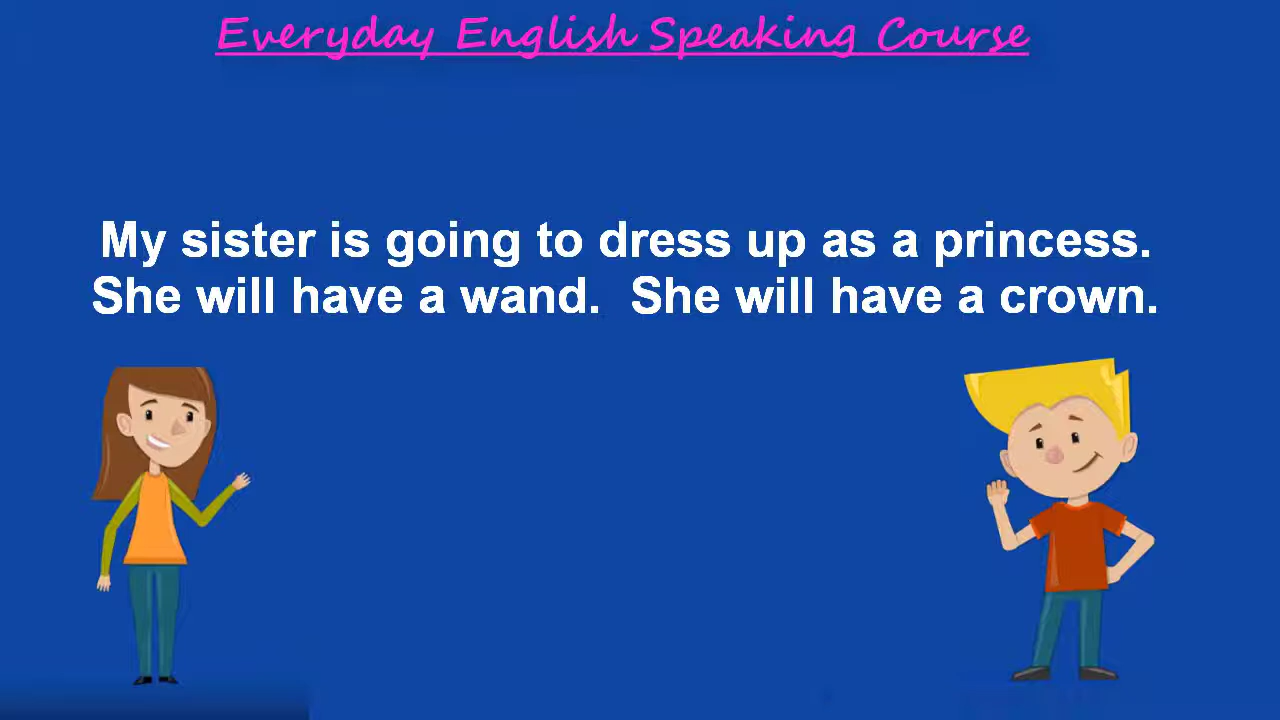 Everyday English Speaking Course
My sister is going to dress up as a princess.
She will have a wand.  She will have a crown.